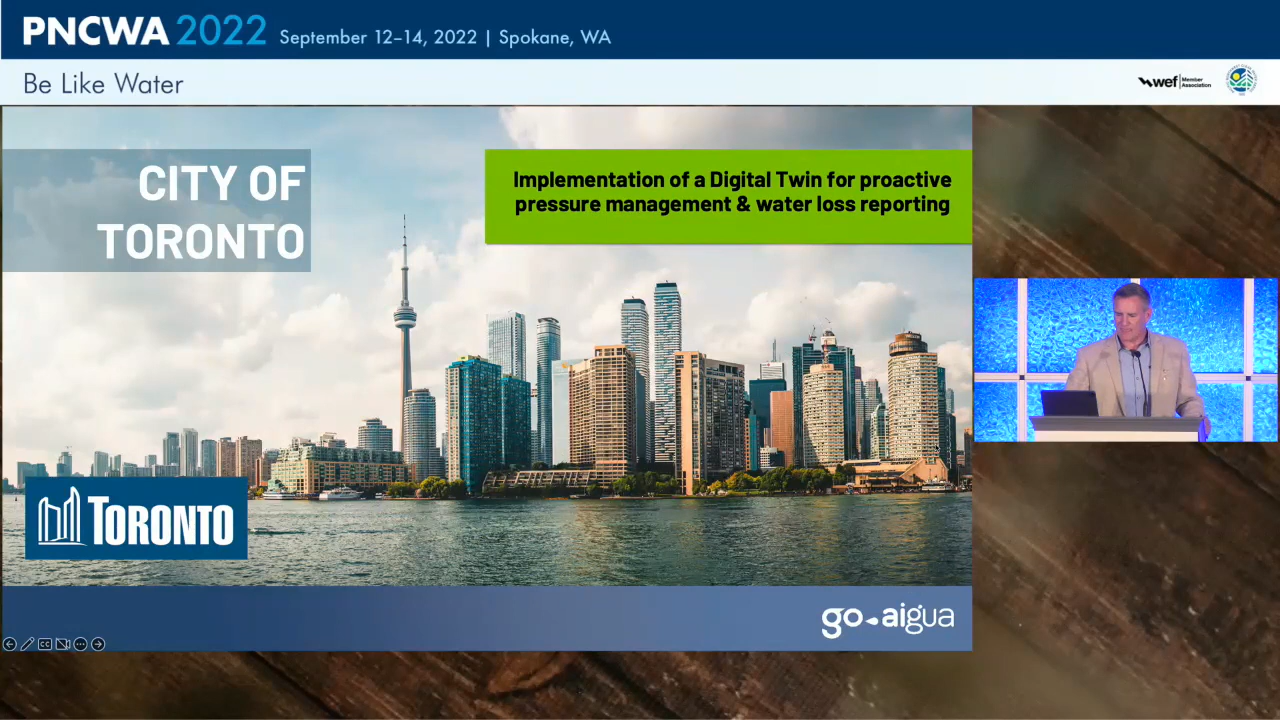 PNCWA 2022 September 12–14, 2022 | Spokane, WA
Be Like Water
wef Member Association
CITY OF
TORONTO
Implementation of a Digital Twin for proactive
pressure management & water loss reporting
TORONTO
go-aigua
CC